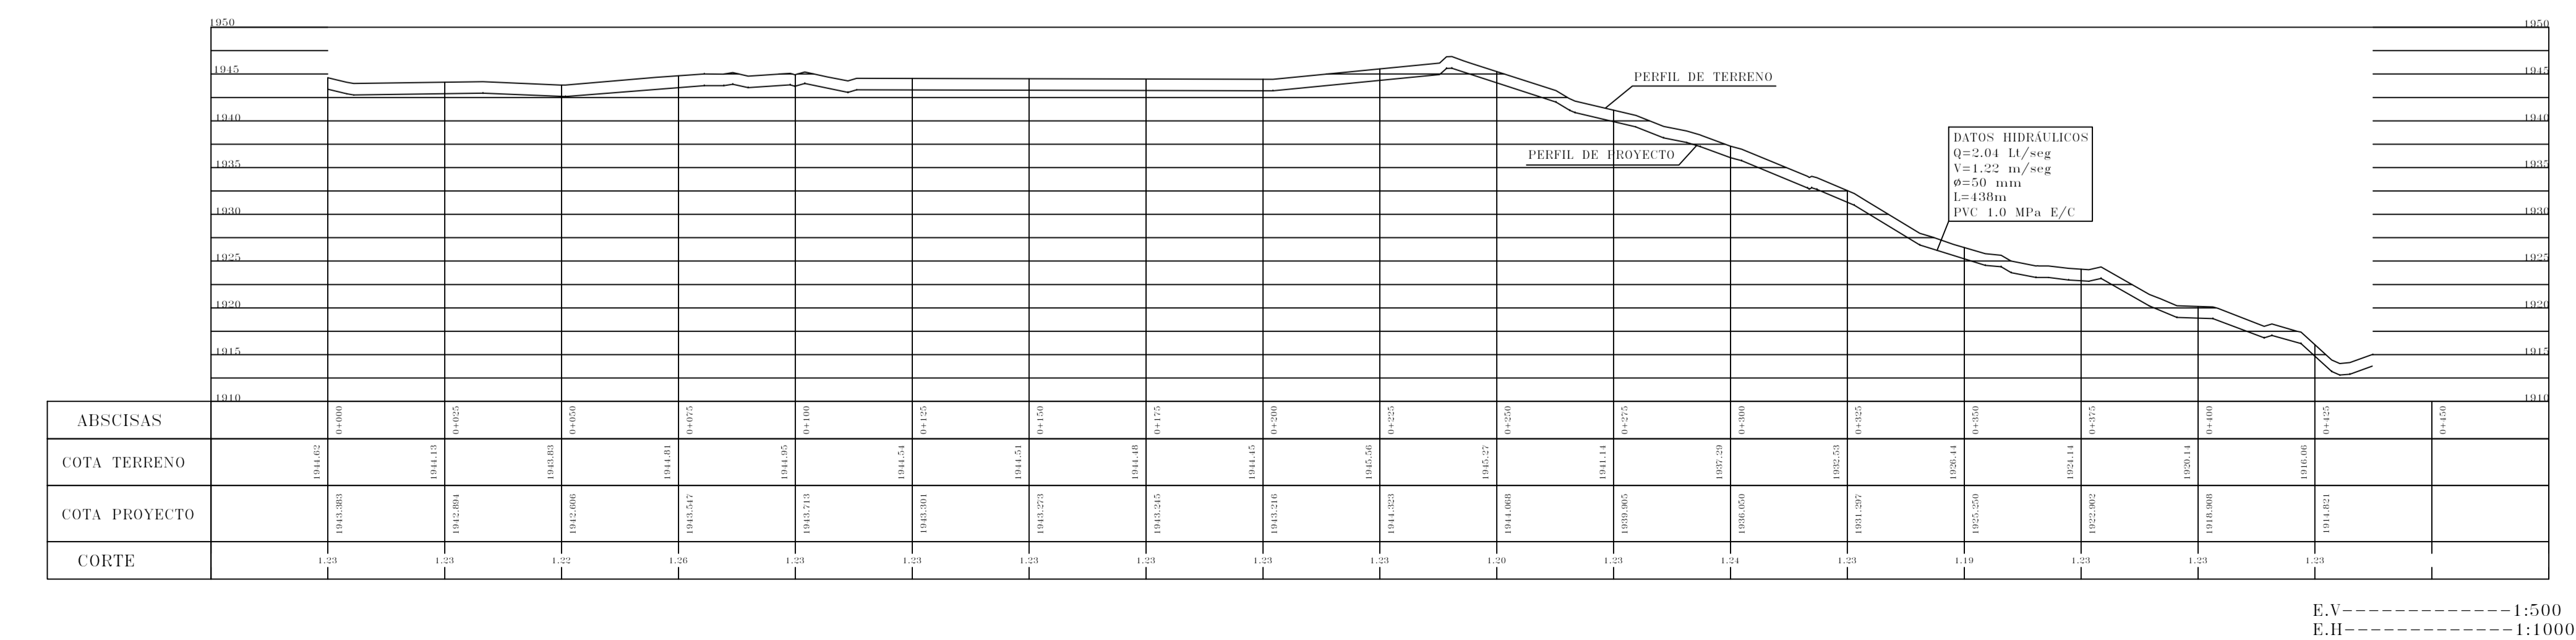 1950 1950
1945 1945
PERFIL DE TERRENO
1940 1940
DATOS HIDRÁULICOS
Q=2.04 Lt/seg
V=1.22 m/seg
ø=50 mm
L=438m
PVC 1.0 MPa E/C
PERFIL DE PROYECTO
1935 1935
1930 1930
1925 1925
1920 1920
1915 1915
1910 1910
ABSCISAS 0+000 0+025 0+050 0+075 0+100 0+125 0+150 0+175 0+200 0+225 0+250 0+275 0+300 0+325 0+350 0+375 0+400 0+425 0+450
COTA TERRENO 1944.62 1944.13 1943.83 1944.81 1944.95 1944.54 1944.51 1944.48 1944.45 1945.56 1945.27 1941.14 1937.29 1932.53 1926.44 1924.14 1920.14 1916.06
COTA PROYECTO 1943.383 1942.894 1942.606 1943.547 1943.713 1943.301 1943.273 1943.245 1943.216 1944.323 1944.068 1939.905 1936.050 1931.297 1925.250 1922.902 1918.908 1914.821
CORTE 1.23 1.23 1.22 1.26 1.23 1.23 1.23 1.23 1.23 1.23 1.20 1.23 1.24 1.23 1.19 1.23 1.23 1.23
E.V-------------1:500
E.H-------------1:1000